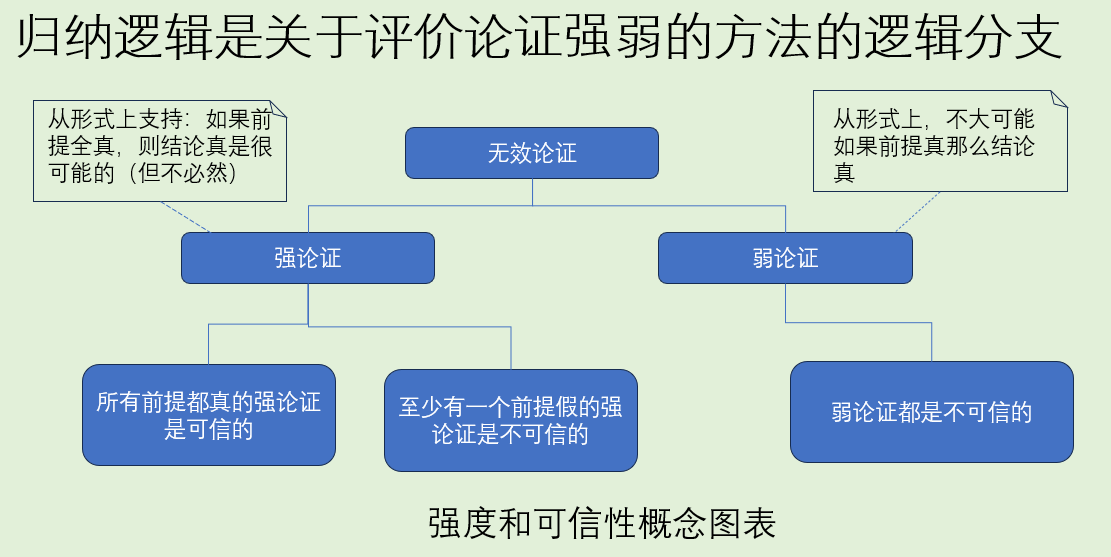 归纳逻辑是关于评价论证强弱的方法的逻辑分支
从形式上支持：如果前
提全真，则结论真是很
可能的（但不必然）
无效论证
从形式上，不大可能
如果前提真那么结论
真
强论证
弱论证
所有前提都真的强论证
是可信的
至少有一个前提假的强
论证是不可信的
弱论证都是不可信的
强度和可信性概念图表